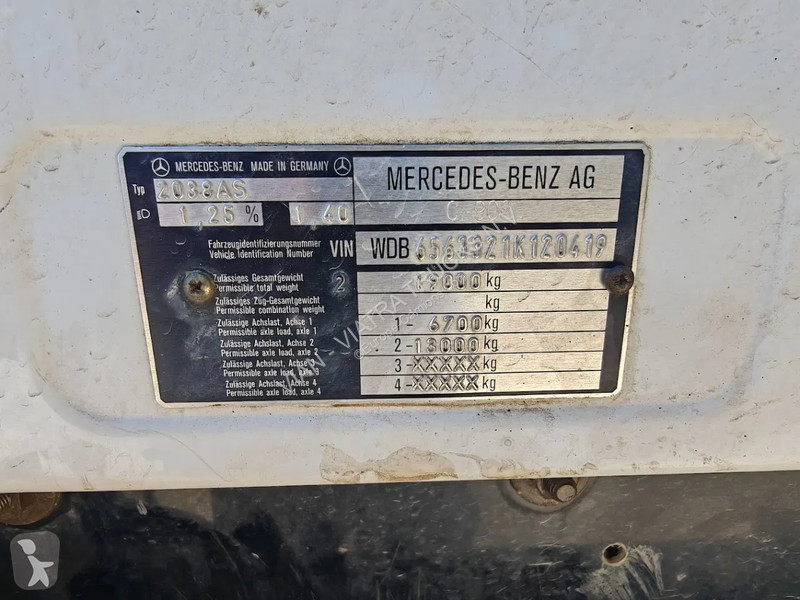 MERCEDES-BENZ MADE IN GERMANY
MERCEDES-BENZ AG
Typ 2038AS
1,25% 1,40
Fahrzeugidentifizierungsnummer
Vehicle Identification Number
VIN WDB 6563321K120419
Zulässiges Gesamtgewicht
Permissible total weight
2 19000 kg
Zulässiges Zug-Gesamtgewicht
Permissible combination weight
kg
Zulässige Achslast, Achse 1
Permissible axle load, axle 1
1- 6700 kg
Zulässige Achslast, Achse 2
Permissible axle load, axle 2
2-13000 kg
Zulässige Achslast, Achse 3
Permissible axle load, axle 3
3-XXXXX kg
Zulässige Achslast, Achse 4
Permissible axle load, axle 4
4-XXXXX kg